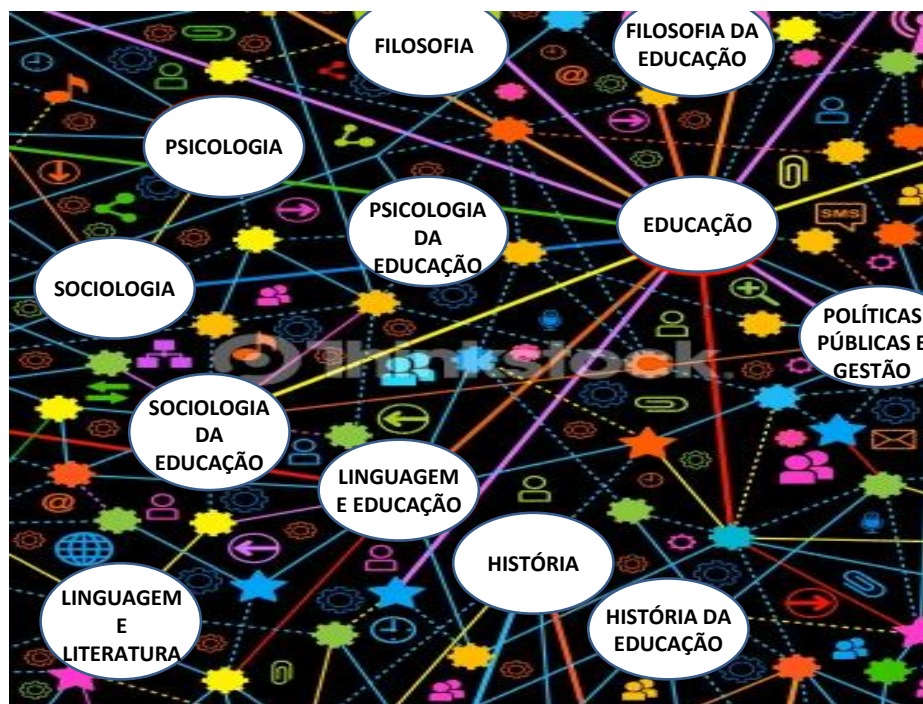 FILOSOFIA
FILOSOFIA DA
EDUCAÇÃO
PSICOLOGIA
PSICOLOGIA
DA
EDUCAÇÃO
EDUCAÇÃO
SMS
SOCIOLOGIA
POLÍTICAS
PÚBLICAS E
GESTÃO
Thinkstock.
SOCIOLOGIA
DA
EDUCAÇÃO
LINGUAGEM
E EDUCAÇÃO
HISTÓRIA
LINGUAGEM
E
LITERATURA
HISTÓRIA DA
EDUCAÇÃO